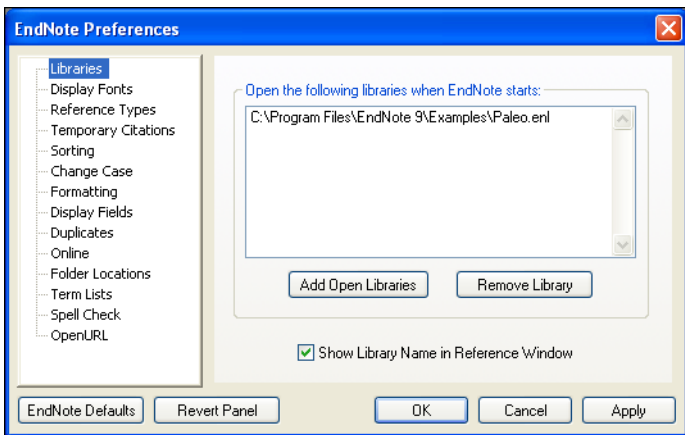 EndNote Preferences
Libraries
Display Fonts
Reference Types
Temporary Citations
Sorting
Change Case
Formatting
Display Fields
Duplicates
Online
Folder Locations
Term Lists
Spell Check
OpenURL
Open the following libraries when EndNote starts:
C:\Program Files\EndNote 9\Examples\Paleo.enl
Add Open Libraries
Remove Library
Show Library Name in Reference Window
EndNote Defaults
Revert Panel
OK
Cancel
Apply